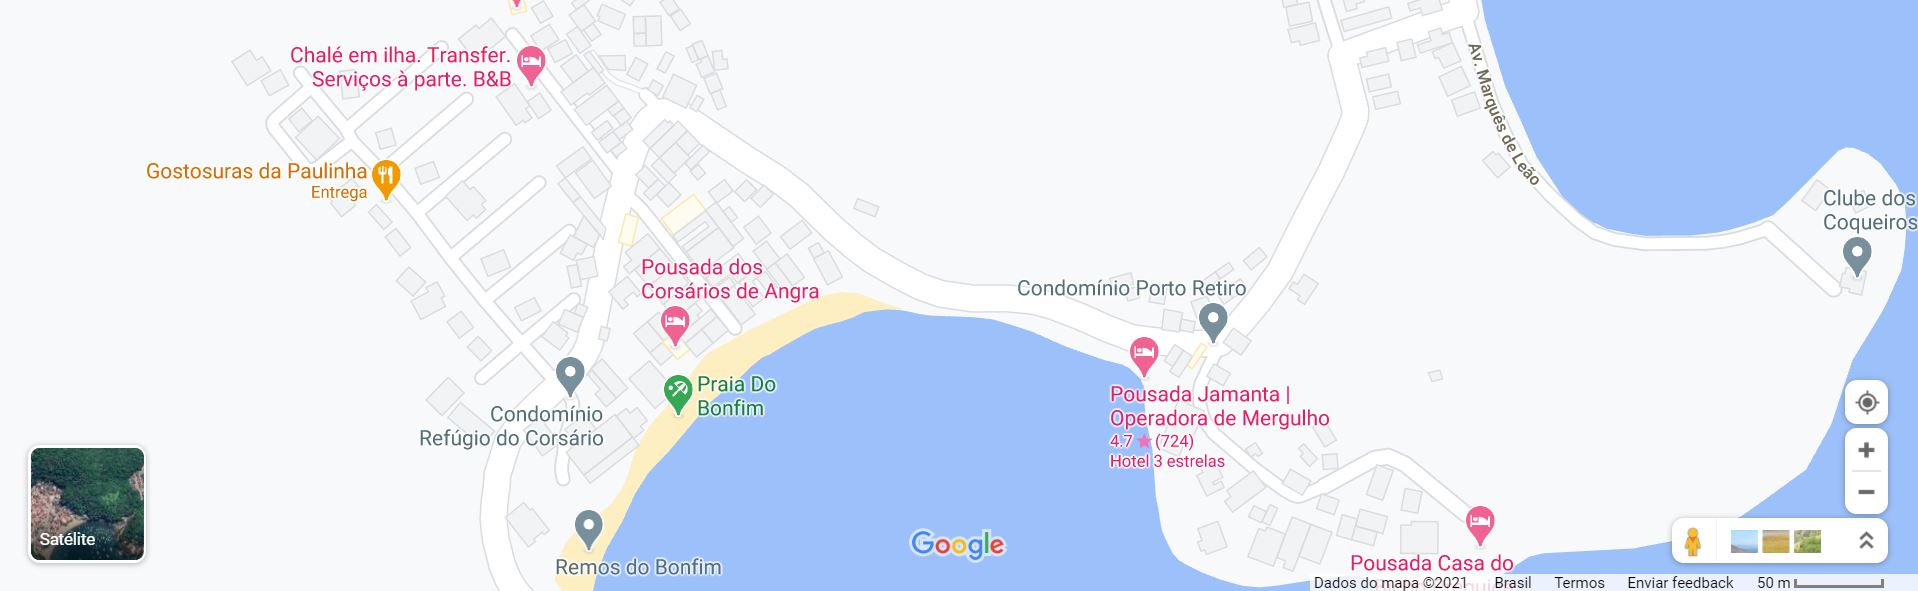 Chalé em ilha. Transfer.
Serviços à parte. B&B
Av. Marquês de Leão
Gostosuras da Paulinha
Entrega
Clube dos
Coqueiros
Pousada dos
Corsários de Angra
Condomínio Porto Retiro
Praia Do
Bonfim
Pousada Jamanta |
Operadora de Mergulho
4.7 ★ (724)
Hotel 3 estrelas
Condomínio
Refúgio do Corsário
Satélite
Google
Remos do Bonfim
Pousada Casa do
Dados do mapa ©2021 Brasil Termos Enviar feedback 50 m